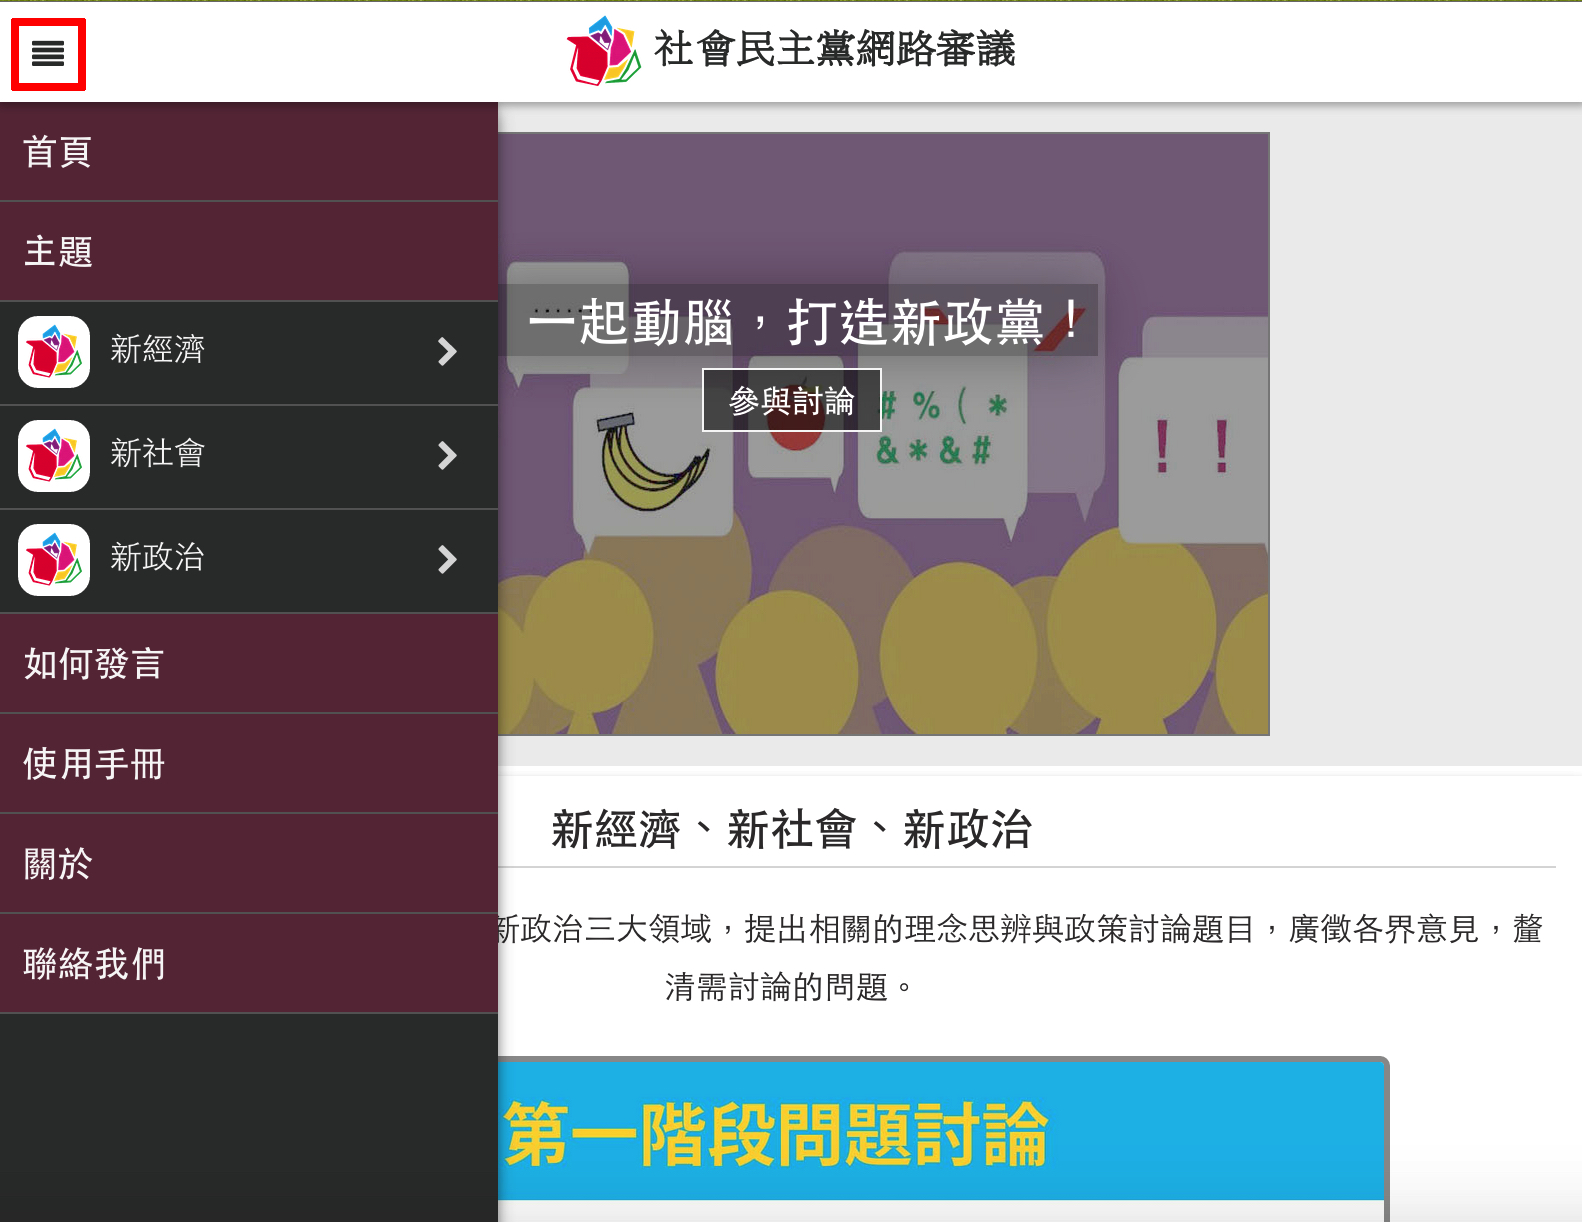 社會民主黨網路審議
首頁
主題
新經濟
新社會
新政治
如何發言
使用手冊
關於
聯絡我們
......
一起動腦，打造新政黨！
參與討論
# % ( *
& * & #
! !
新經濟、新社會、新政治
新政治三大領域，提出相關的理念思辨與政策討論題目，廣徵各界意見，釐
清需討論的問題。
第一階段問題討論